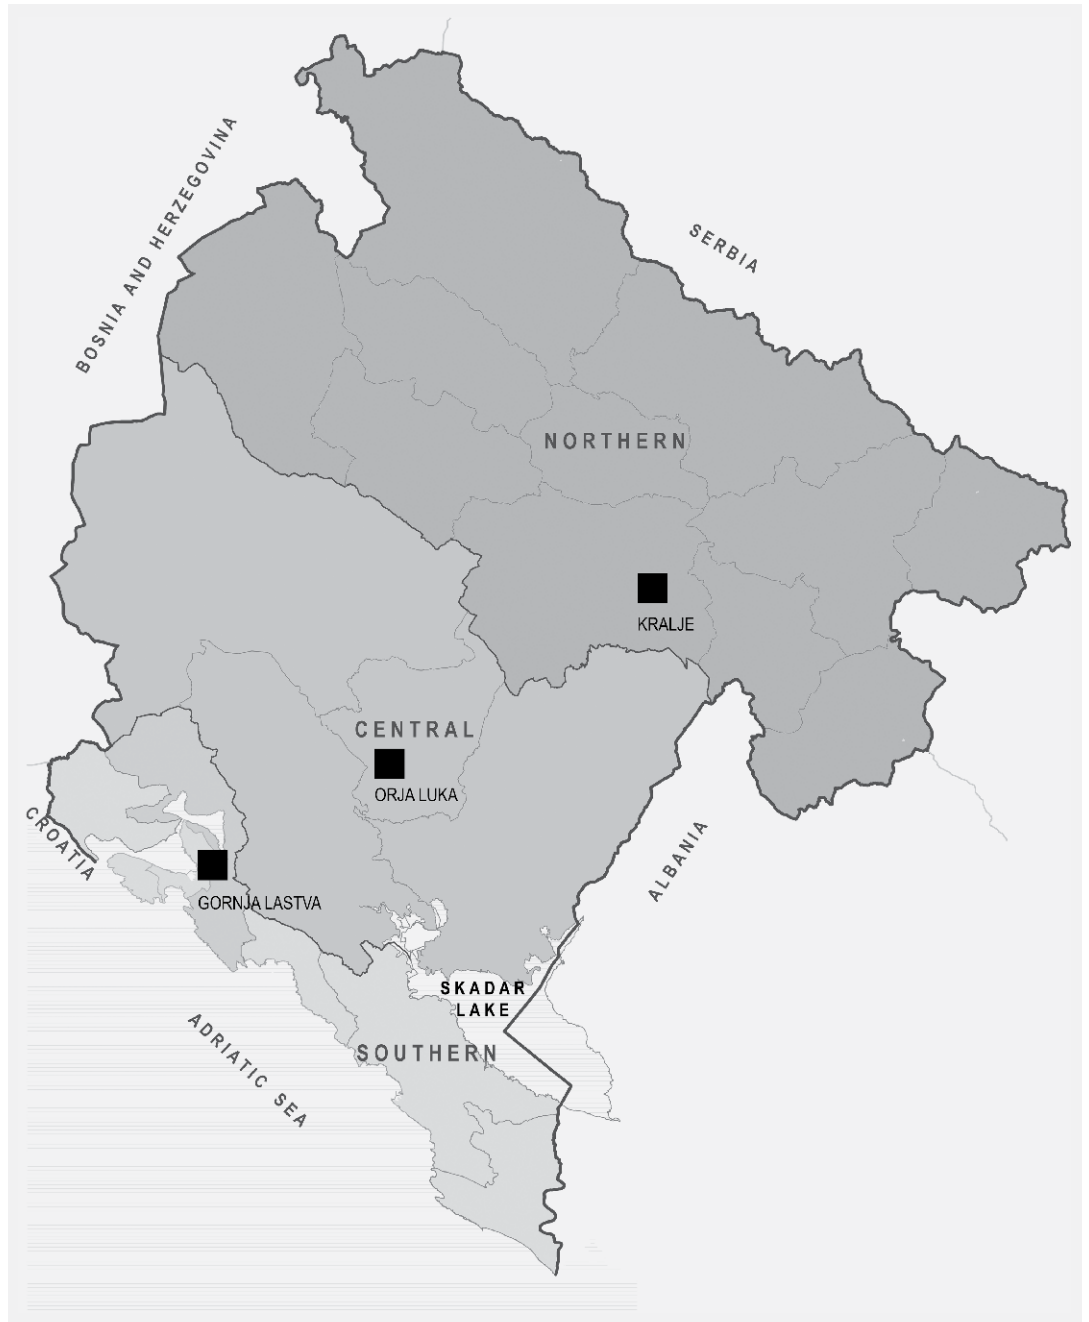 BOSNIA AND HERZEGOVINA
SERBIA
NORTHERN
KRALJE
CENTRAL
ORJA LUKA
CROATIA
ALBANIA
GORNJA LASTVA
SKADAR
LAKE
SOUTHERN
ADRIATIC SEA